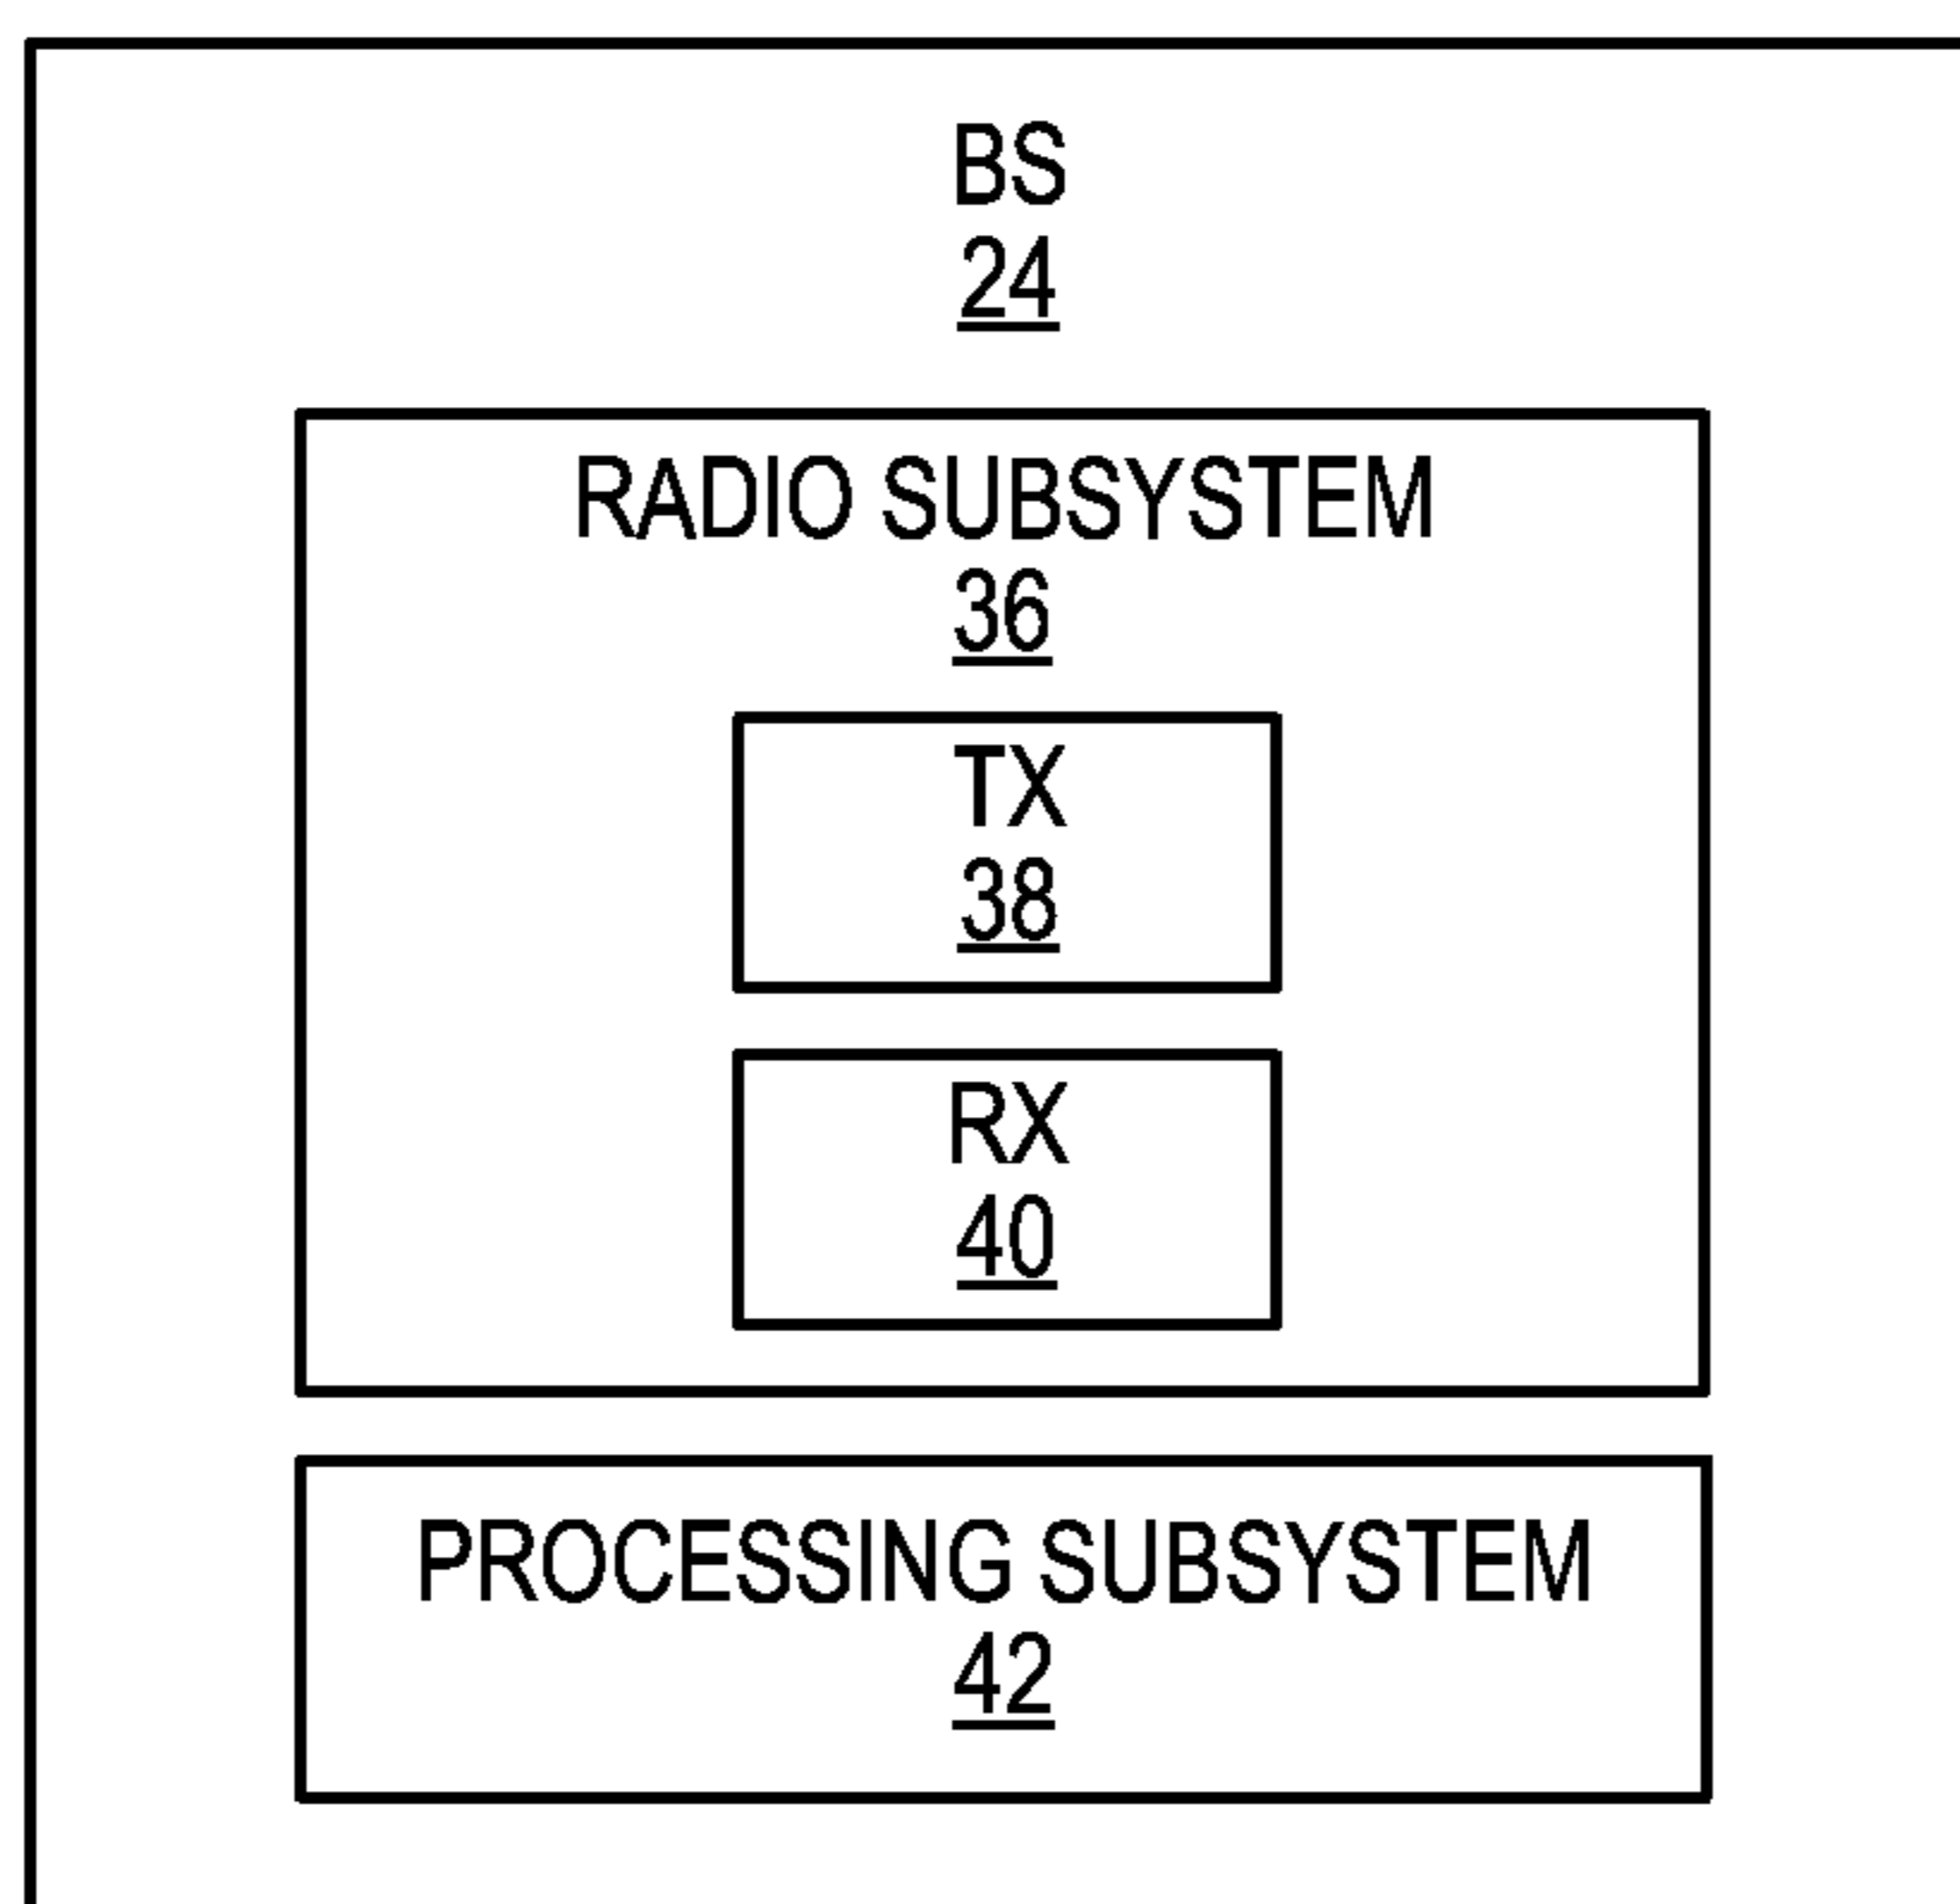 BS
24
RADIO SUBSYSTEM
36
TX
38
RX
40
PROCESSING SUBSYSTEM
42